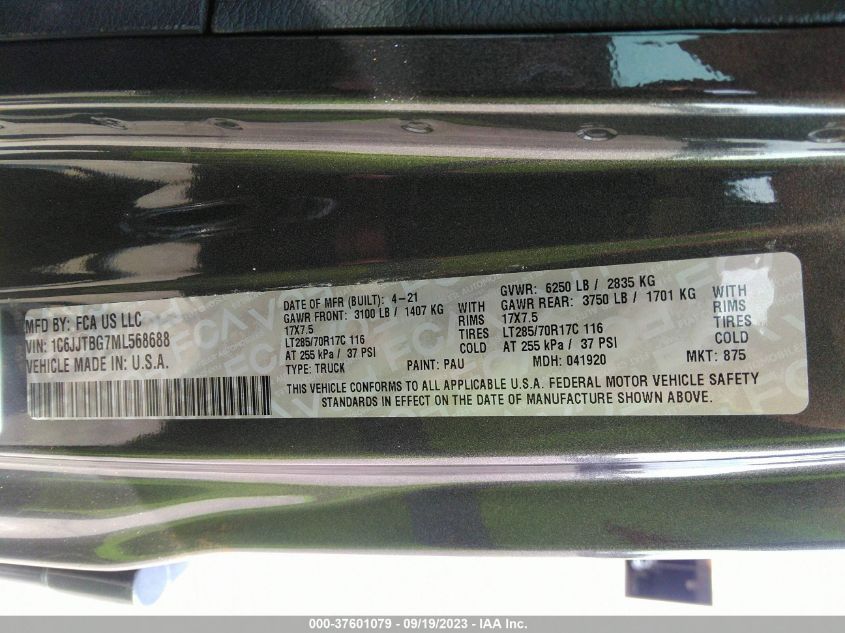 MFD BY: FCA US LLC
VIN: 1C6JJTBG7ML568688
VEHICLE MADE IN U.S.A.
DATE OF MFR (BUILT): 4-21
GAWR FRONT: 3100 LB / 1407 KG WITH
17X7.5 RIMS
LT285/70R17C 116 TIRES
AT 255 kPa / 37 PSI COLD
TYPE: TRUCK PAINT: PAU
GVWR: 6250 LB / 2835 KG
GAWR REAR: 3750 LB / 1701 KG WITH
17X7.5 RIMS
LT285/70R17C 116 TIRES
AT 255 kPa / 37 PSI COLD
MDH: 041920 MKT: 875
THIS VEHICLE CONFORMS TO ALL APPLICABLE U.S.A. FEDERAL MOTOR VEHICLE SAFETY
STANDARDS IN EFFECT ON THE DATE OF MANUFACTURE SHOWN ABOVE.
000-37601079 - 09/19/2023 - IAA Inc.